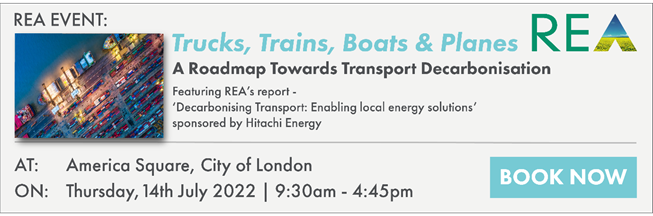 REA EVENT:
Trucks, Trains, Boats & Planes
REA
A Roadmap Towards Transport Decarbonisation
Featuring REA's report -
‘Decarbonising Transport: Enabling local energy solutions’
sponsored by Hitachi Energy
AT: America Square, City of London
ON: Thursday, 14th July 2022 | 9:30am - 4:45pm
BOOK NOW